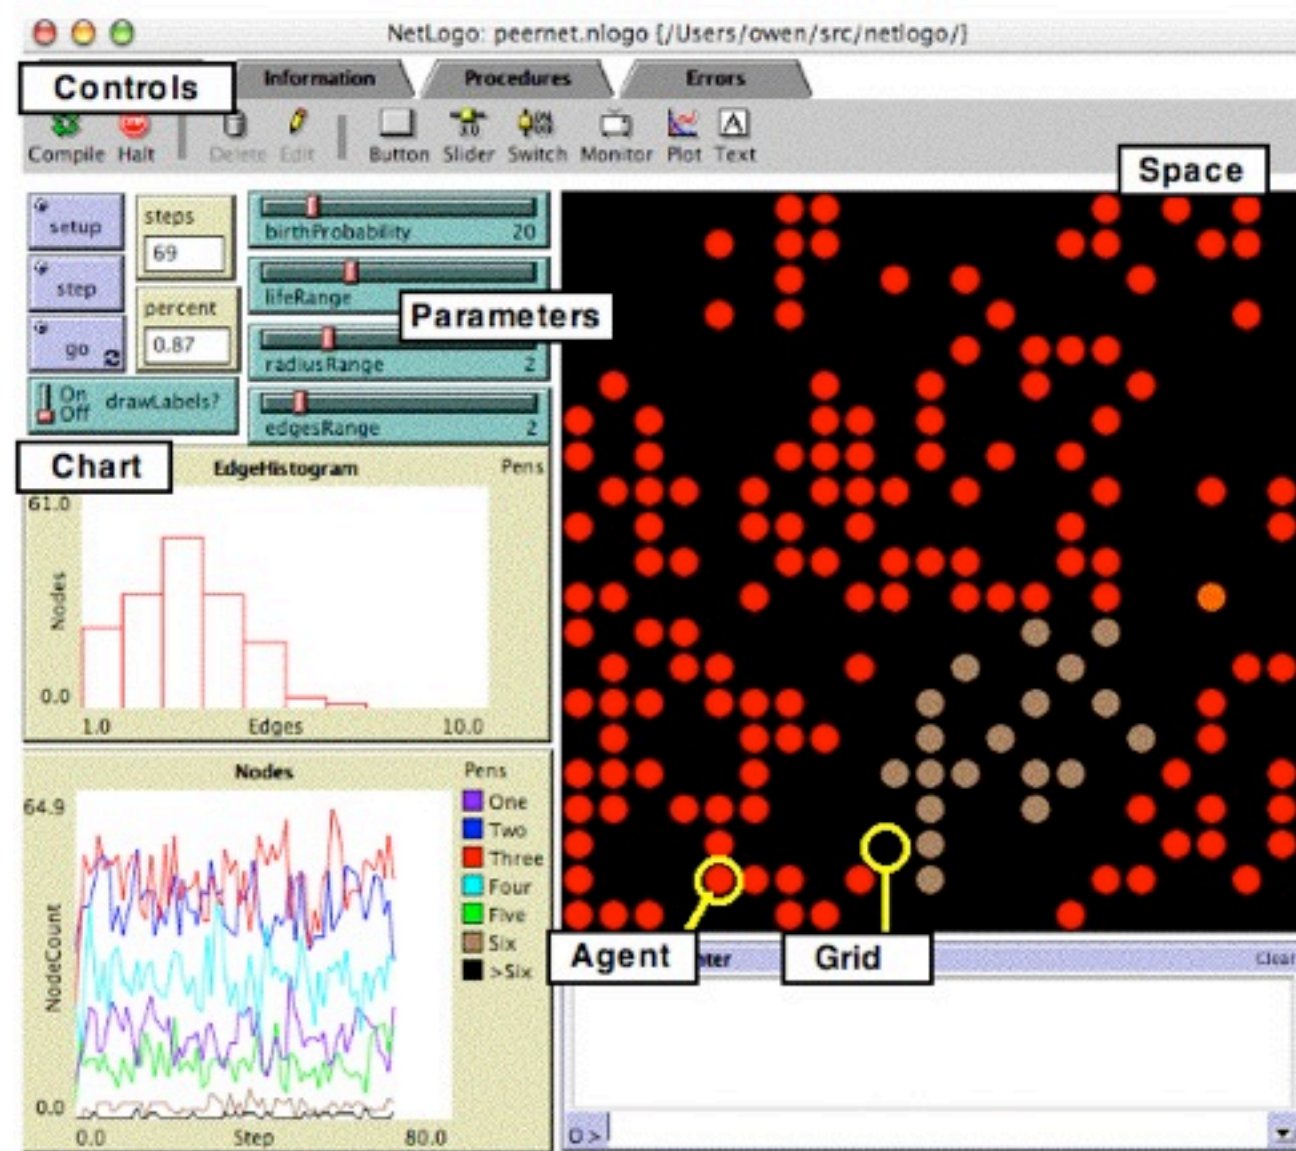 NetLogo: peernet.nlogo {/Users/owen/src/netlogo/}
Controls
Information
Procedures
Errors
Compile Halt Delete Edit Button Slider Switch Monitor Plot Text
Space
setup
steps
69
birthProbability 20
step
lifeRange
Parameters
percent
0.87
go
radiusRange 2
On
Off
drawLabels?
edgesRange 2
Chart
EdgeHistogram
Pens
61.0
Nodes
0.0
1.0 Edges 10.0
Nodes
Pens
64.9
One
Two
Three
Four
Five
Six
>Six
NodeCount
0.0
0.0 Step 80.0
Agent
Grid
Clear
O>